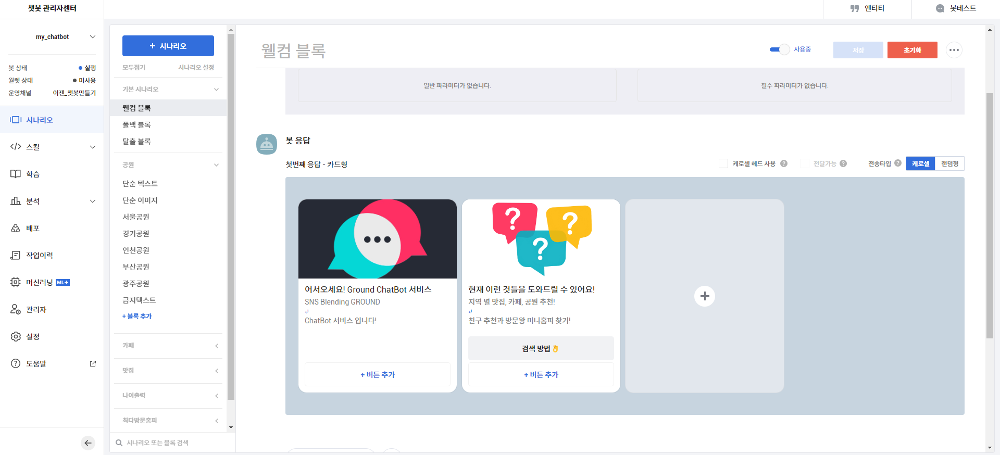 챗봇 관리자센터
엔티티
봇테스트
my_chatbot
봇 상태
실행
월렛 상태
미사용
운영채널
이젠_챗봇만들기
시나리오
스킬
학습
분석
배포
작업이력
머신러닝 ML+
관리자
설정
도움말
+ 시나리오
모두접기
시나리오 설정
기본 시나리오
웰컴 블록
폴백 블록
탈출 블록
공원
단순 텍스트
단순 이미지
서울공원
경기공원
인천공원
부산공원
광주공원
금지텍스트
+ 블록 추가
카페
맛집
나이출력
최다방문홈피
시나리오 또는 블록 검색
웰컴 블록
사용중
저장
초기화
일반 파라미터가 없습니다.
필수 파라미터가 없습니다.
봇 응답
첫번째 응답 - 카드형
케로셀 헤드 사용 ?
전달가능 ?
전송타입 ?
케로셀
랜덤형
어서오세요! Ground ChatBot 서비스
SNS Blending GROUND
↲
ChatBot 서비스 입니다!
+ 버튼 추가
? ? ?
현재 이런 것들을 도와드릴 수 있어요!
지역 별 맛집, 카페, 공원 추천!
↲
친구 추천과 방문왕 미니홈피 찾기!
검색 방법👌
+ 버튼 추가